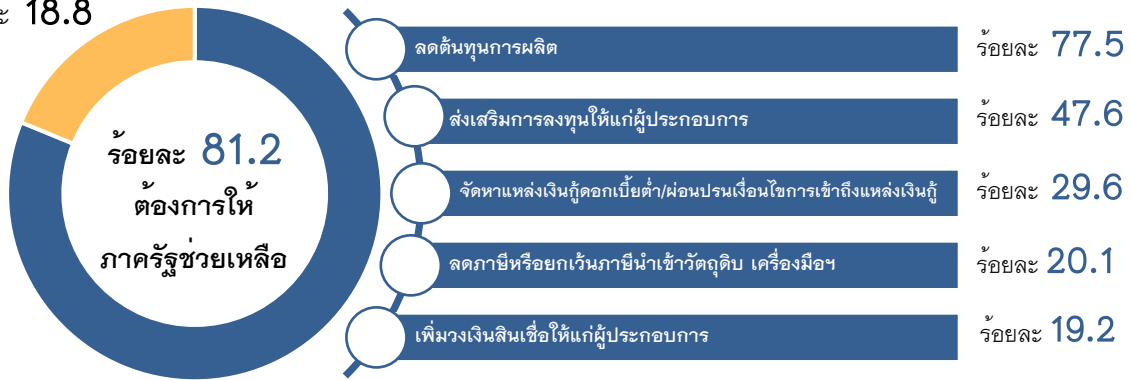 18.8
ร้อยละ 81.2
ต้องการให้
ภาครัฐช่วยเหลือ
ลดต้นทุนการผลิต ร้อยละ 77.5
ส่งเสริมการลงทุนให้แก่ผู้ประกอบการ ร้อยละ 47.6
จัดหาแหล่งเงินกู้ดอกเบี้ยต่ำ/ผ่อนปรนเงื่อนไขการเข้าถึงแหล่งเงินกู้ ร้อยละ 29.6
ลดภาษีหรือยกเว้นภาษีนำเข้าวัตถุดิบ เครื่องมือฯ ร้อยละ 20.1
เพิ่มวงเงินสินเชื่อให้แก่ผู้ประกอบการ ร้อยละ 19.2